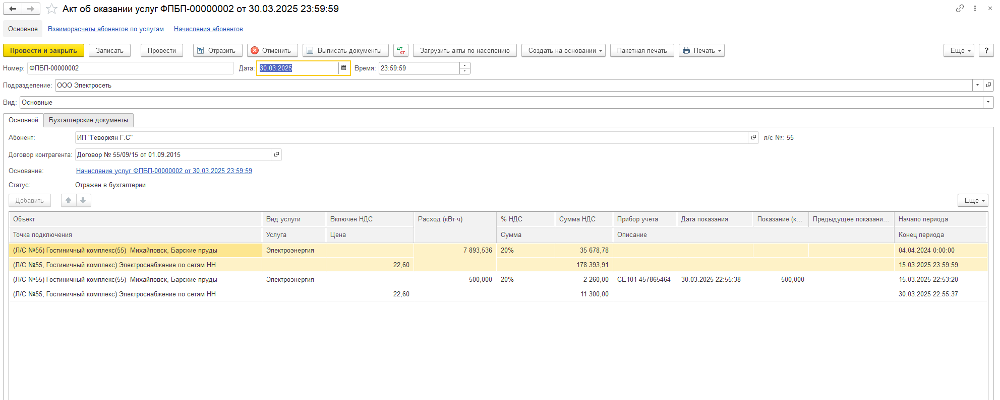 Акт об оказании услуг ФПБП-00000002 от 30.03.2025 23:59:59
Основное Взаиморасчеты абонентов по услугам Начисления абонентов
Провести и закрыть Записать Провести Отразить Отменить Выписать документы Дт Кт Загрузить акты по населению Создать на основании Пакетная печать Печать Еще ?
Номер: ФПБП-00000002 Дата: 30.03.2025 Время: 23:59:59
Подразделение: ООО Электросеть
Вид: Основные
Основной Бухгалтерские документы
Абонент: ИП "Геворкян Г.С" л/с №: 55
Договор контрагента: Договор № 55/09/15 от 01.09.2015
Основание: Начисление услуг ФПБП-00000002 от 30.03.2025 23:59:59
Статус: Отражен в бухгалтерии
Добавить Еще
Объект Вид услуги Включен НДС Расход (кВт·ч) % НДС Сумма НДС Прибор учета Дата показания Показание (к... Предыдущее показани... Начало периода
Точка подключения Услуга Цена Сумма Описание Конец периода
(Л/С №55) Гостиничный комплекс(55) Михайловск, Барские пруды Электроэнергия 7 893,536 20% 35 678,78 04.04.2024 0:00:00
(Л/С №55, Гостиничный комплекс) Электроснабжение по сетям НН 22,60 178 393,91 15.03.2025 23:59:59
(Л/С №55) Гостиничный комплекс(55) Михайловск, Барские пруды Электроэнергия 500,000 20% 2 260,00 СЕ101 457865464 30.03.2025 22:55:38 500,000 15.03.2025 22:53:20
(Л/С №55, Гостиничный комплекс) Электроснабжение по сетям НН 22,60 11 300,00 30.03.2025 22:55:37